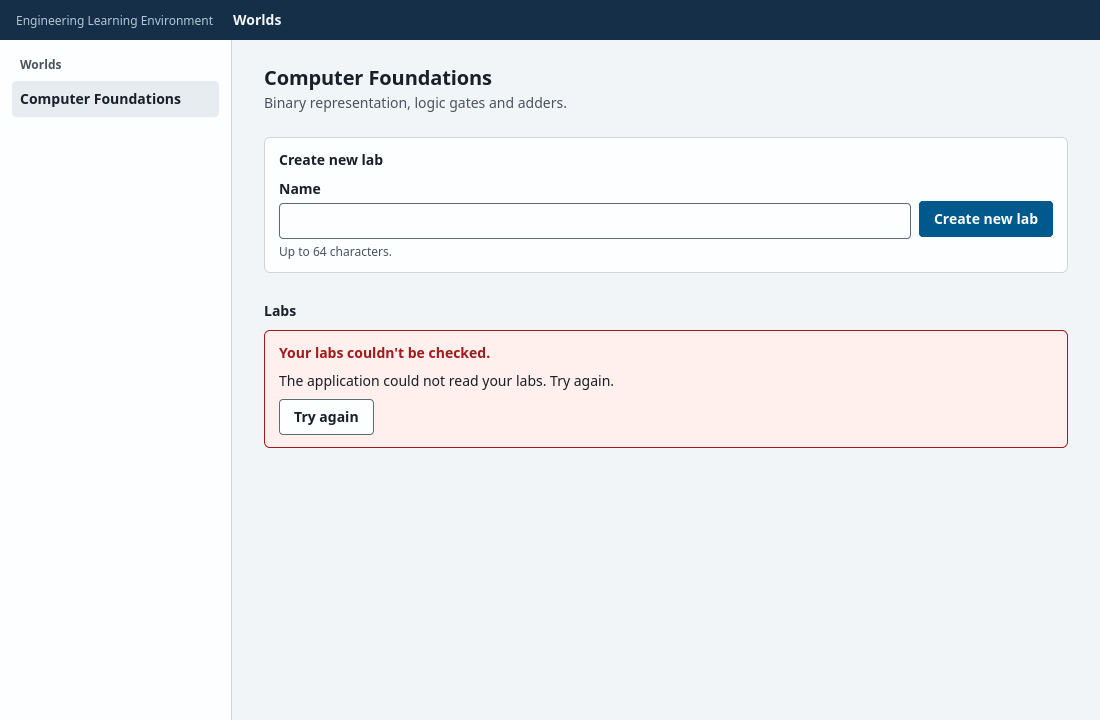 Engineering Learning Environment
Worlds
Worlds
Computer Foundations
Computer Foundations
Binary representation, logic gates and adders.
Create new lab
Name
Create new lab
Up to 64 characters.
Labs
Your labs couldn't be checked.
The application could not read your labs. Try again.
Try again